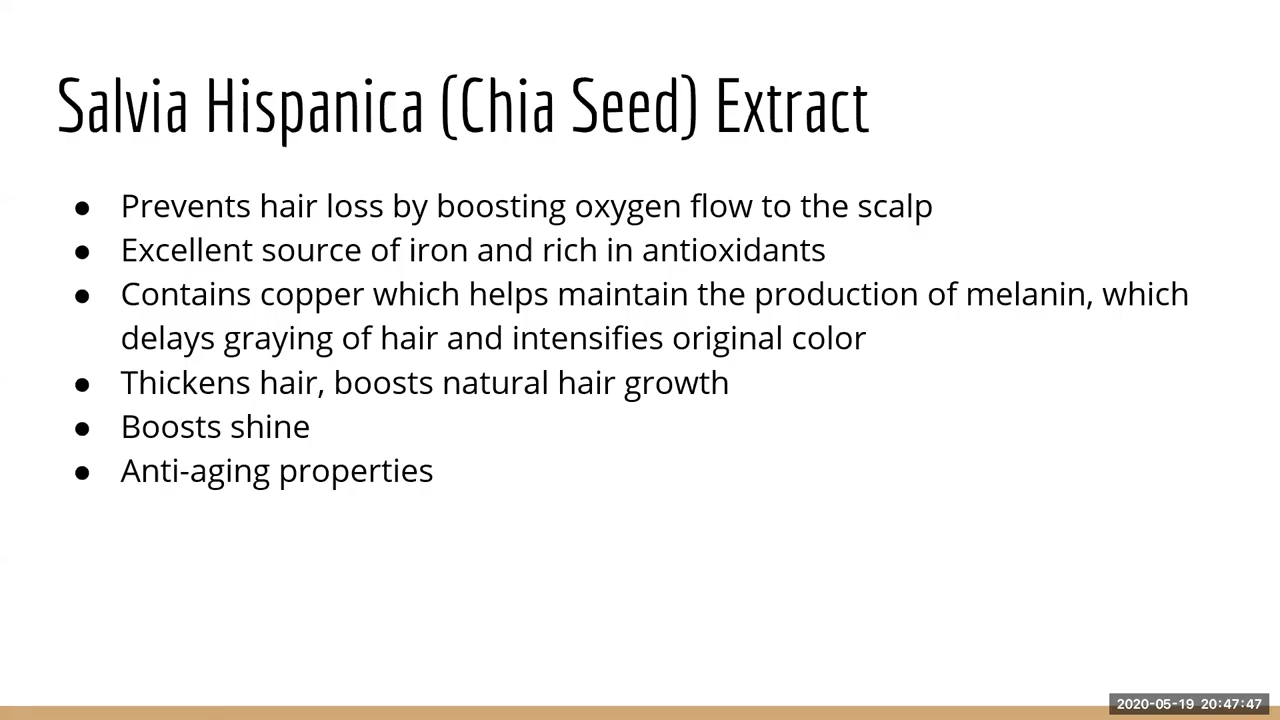 Salvia Hispanica (Chia Seed) Extract
● Prevents hair loss by boosting oxygen flow to the scalp
● Excellent source of iron and rich in antioxidants
● Contains copper which helps maintain the production of melanin, which
delays graying of hair and intensifies original color
● Thickens hair, boosts natural hair growth
● Boosts shine
● Anti-aging properties
2020-05-19 20:47:47